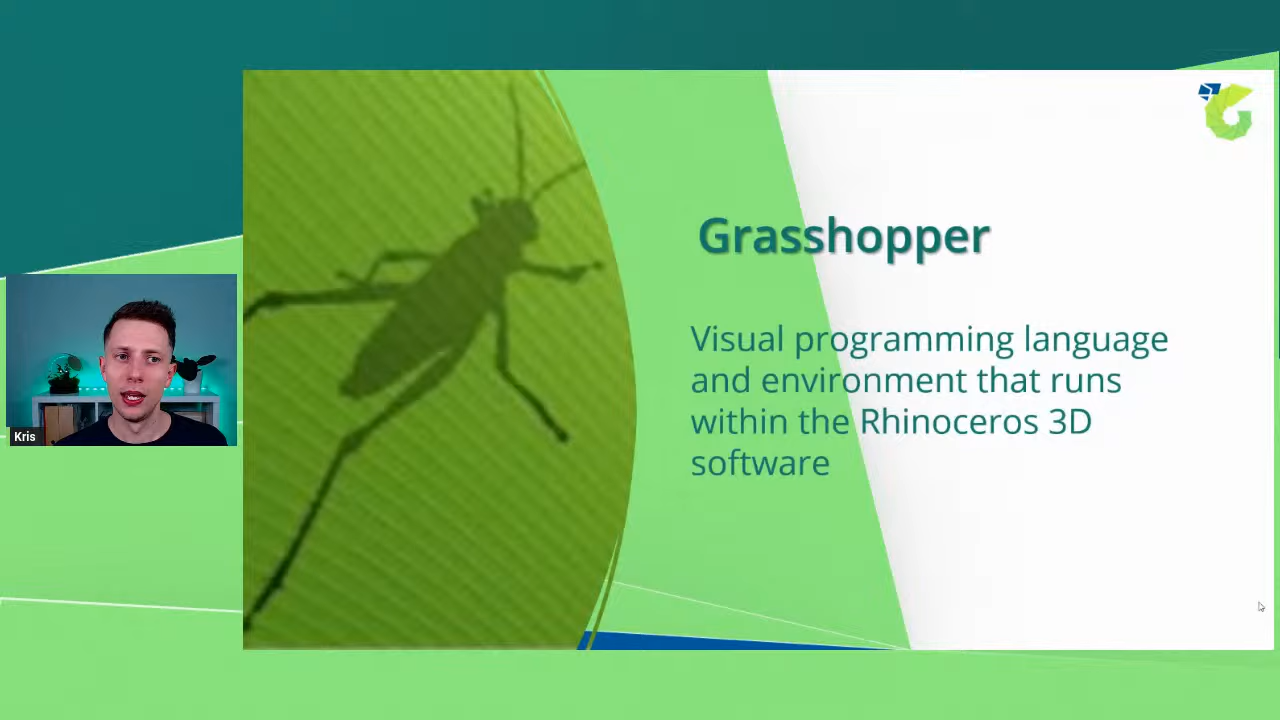 Grasshopper
Visual programming language
and environment that runs
within the Rhinoceros 3D
software
Kris